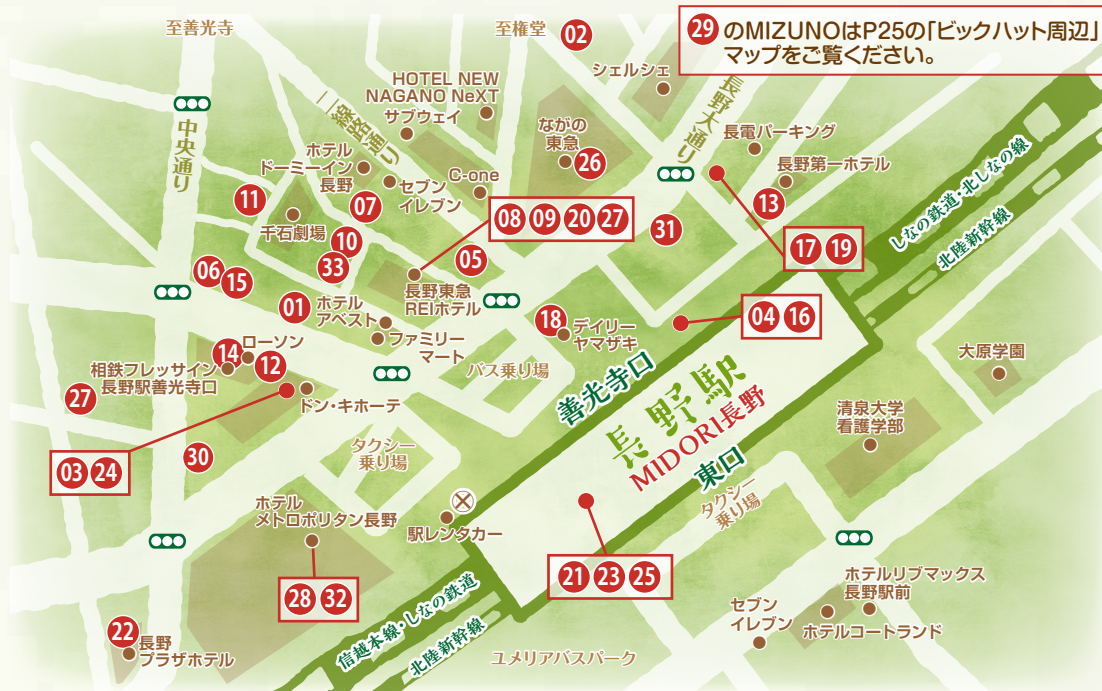 至善光寺
至権堂
02
29 のMIZUNOはP25の「ビックハット周辺」
マップをご覧ください。
シェルシェ
HOTEL NEW
NAGANO NeXT
サブウェイ
長野大通り
二線路通り
中央通り
ながの
東急
26
長電パーキング
長野第一ホテル
13
ホテル
ドーミーイン
長野
セブン
イレブン
C-one
07
11
千石劇場
10
33
08 09 20 27
31
17 19
しなの鉄道・北しなの線
北陸新幹線
05
長野東急
REIホテル
06
15
01
ホテル
アベスト
ファミリー
マート
18
デイリー
ヤマザキ
04 16
14
ローソン
12
相鉄フレッサイン
長野駅善光寺口
バス乗り場
善光寺口
長野駅
MIDORI長野
東口
大原学園
清泉大学
看護学部
27
ドン・キホーテ
03 24
30
タクシー
乗り場
タクシー
乗り場
ホテル
メトロポリタン長野
駅レンタカー
28 32
21 23 25
ホテルリブマックス
長野駅前
セブン
イレブン
ホテルコートランド
22
長野
プラザホテル
信越本線・しなの鉄道
北陸新幹線
ユメリアバスパーク